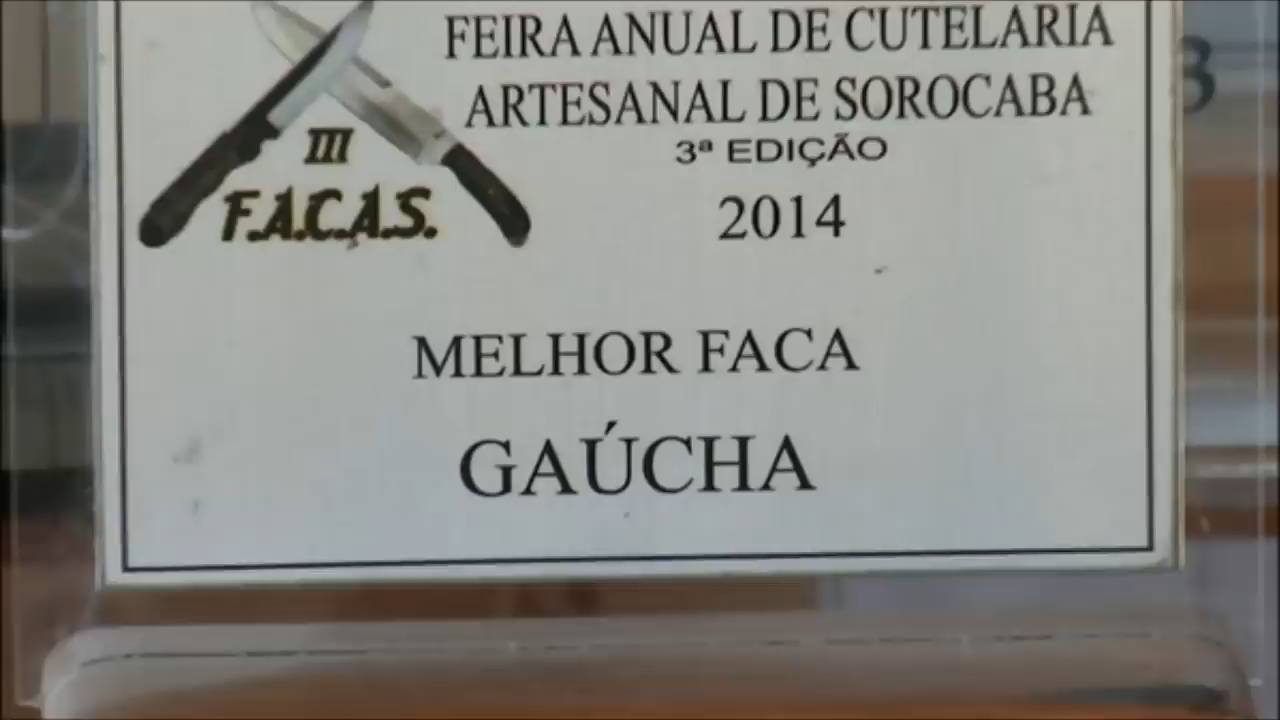 FEIRA ANUAL DE CUTELARIA
ARTESANAL DE SOROCABA
3ª EDIÇÃO
2014
III
F.A.C.A.S.
MELHOR FACA
GAÚCHA